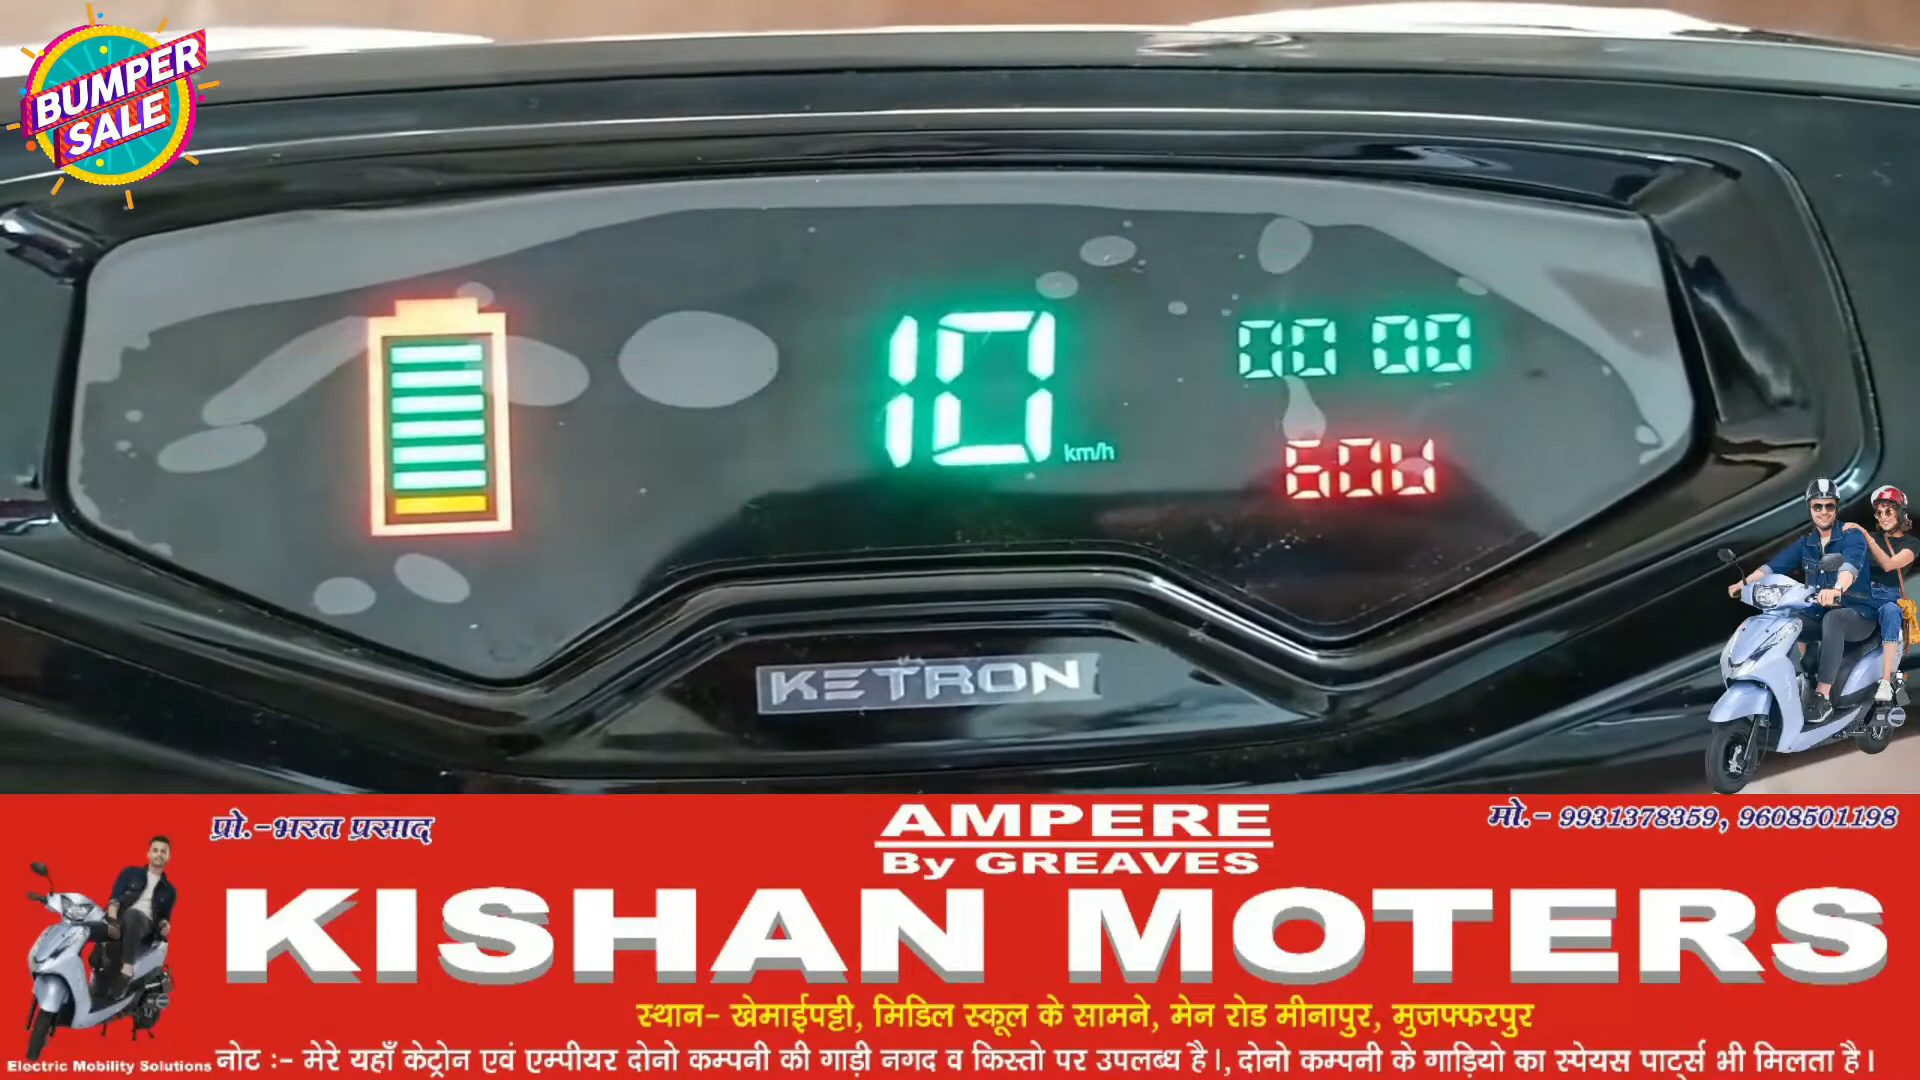 BUMPER
SALE
10 km/h
00 00
60V
KETRON
प्रो.-भरत प्रसाद
AMPERE
By GREAVES
मो.- 9931378359, 9608501198
KISHAN MOTERS
स्थान- खेमाईपट्टी, मिडिल स्कूल के सामने, मेन रोड मीनापुर, मुजफ्फरपुर
Electric Mobility Solutions
नोट :- मेरे यहाँ केट्रोन एवं एम्पीयर दोनो कम्पनी की गाड़ी नगद व किस्तो पर उपलब्ध है।, दोनो कम्पनी के गाड़ियो का स्पेयस पार्ट्स भी मिलता है।